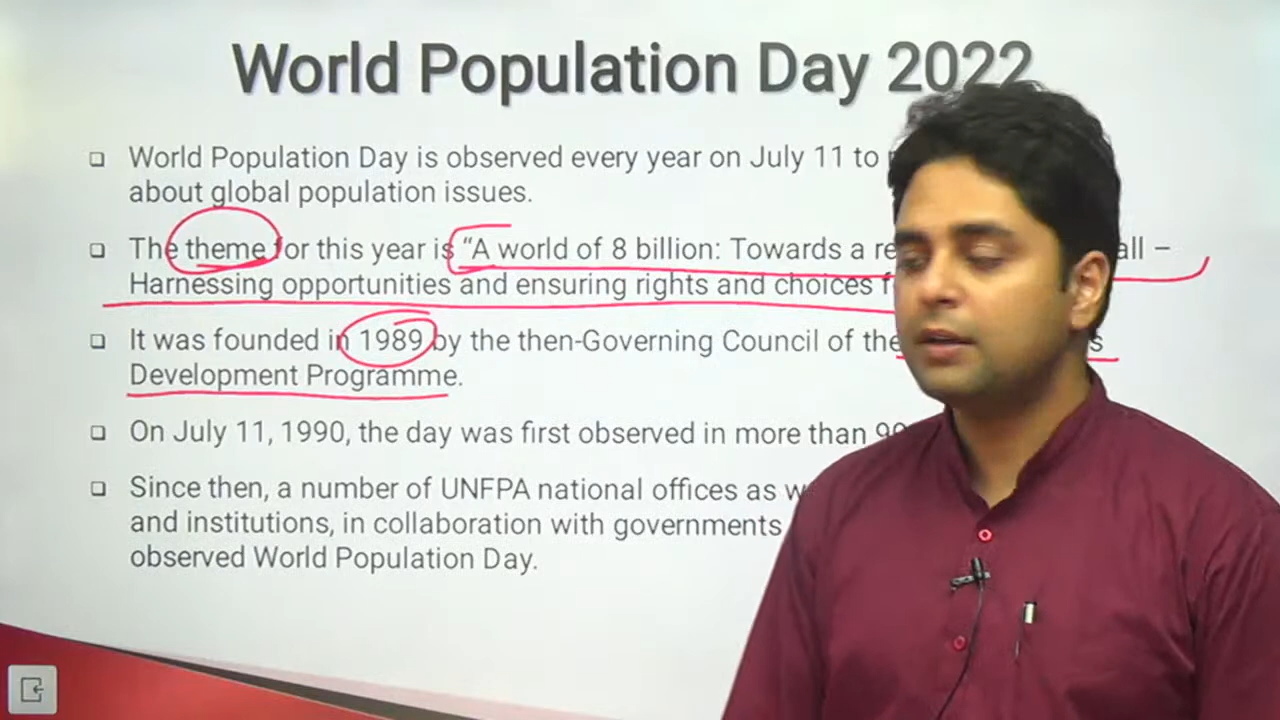 World Population Day 2022
World Population Day is observed every year on July 11 to
about global population issues.
The theme for this year is “A world of 8 billion: Towards a all –
Harnessing opportunities and ensuring rights and choices
It was founded in 1989 by the then-Governing Council of the
Development Programme.
On July 11, 1990, the day was first observed in more than
Since then, a number of UNFPA national offices as
and institutions, in collaboration with governments
observed World Population Day.